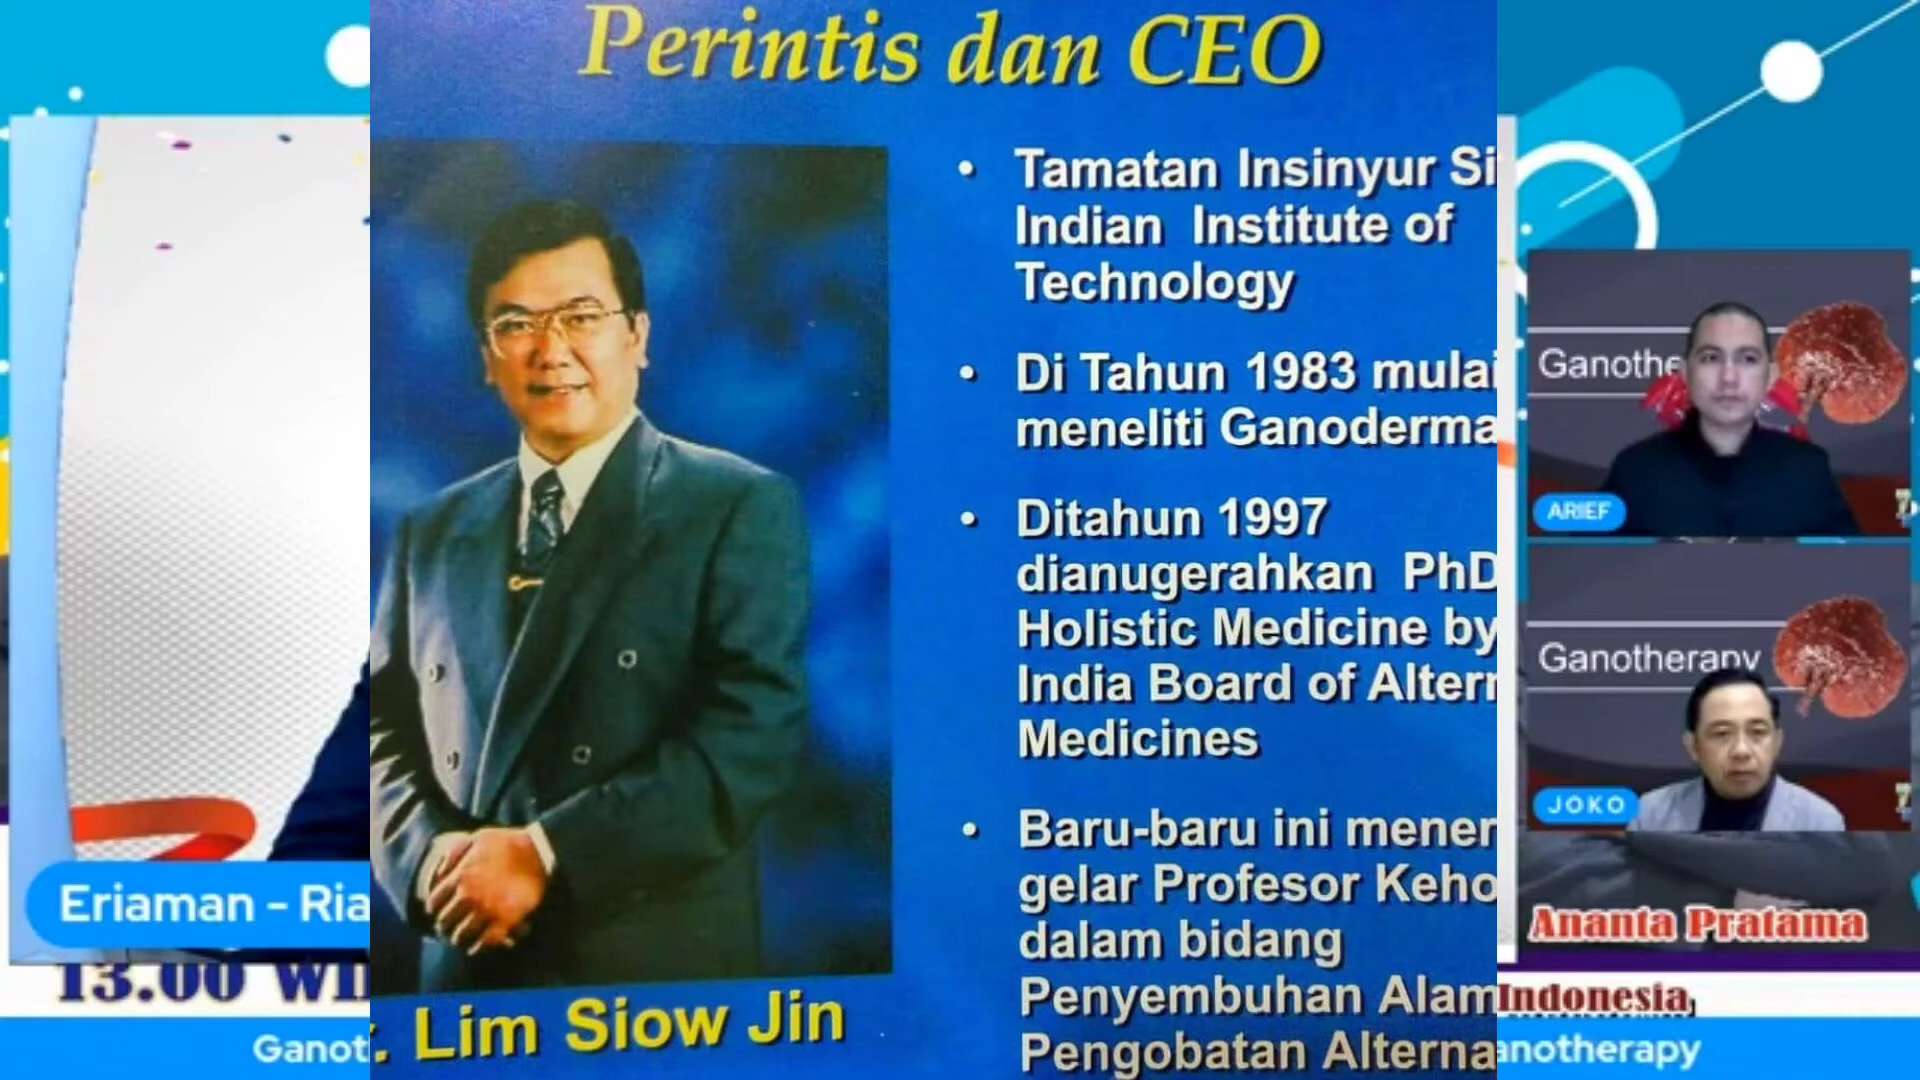 Perintis dan CEO
• Tamatan Insinyur Si
Indian Institute of
Technology
• Di Tahun 1983 mulai
meneliti Ganoderma
• Ditahun 1997
dianugerahkan PhD
Holistic Medicine by
India Board of Altern
Medicines
• Baru-baru ini mener
gelar Profesor Keho
dalam bidang
Penyembuhan Alam
Pengobatan Alterna
. Lim Siow Jin
Eriaman - Ria
13.00 WI
Ganot
Ganothe
ARIEF
Ganotherapy
JOKO
Ananta Pratama
Indonesia
anotherapy